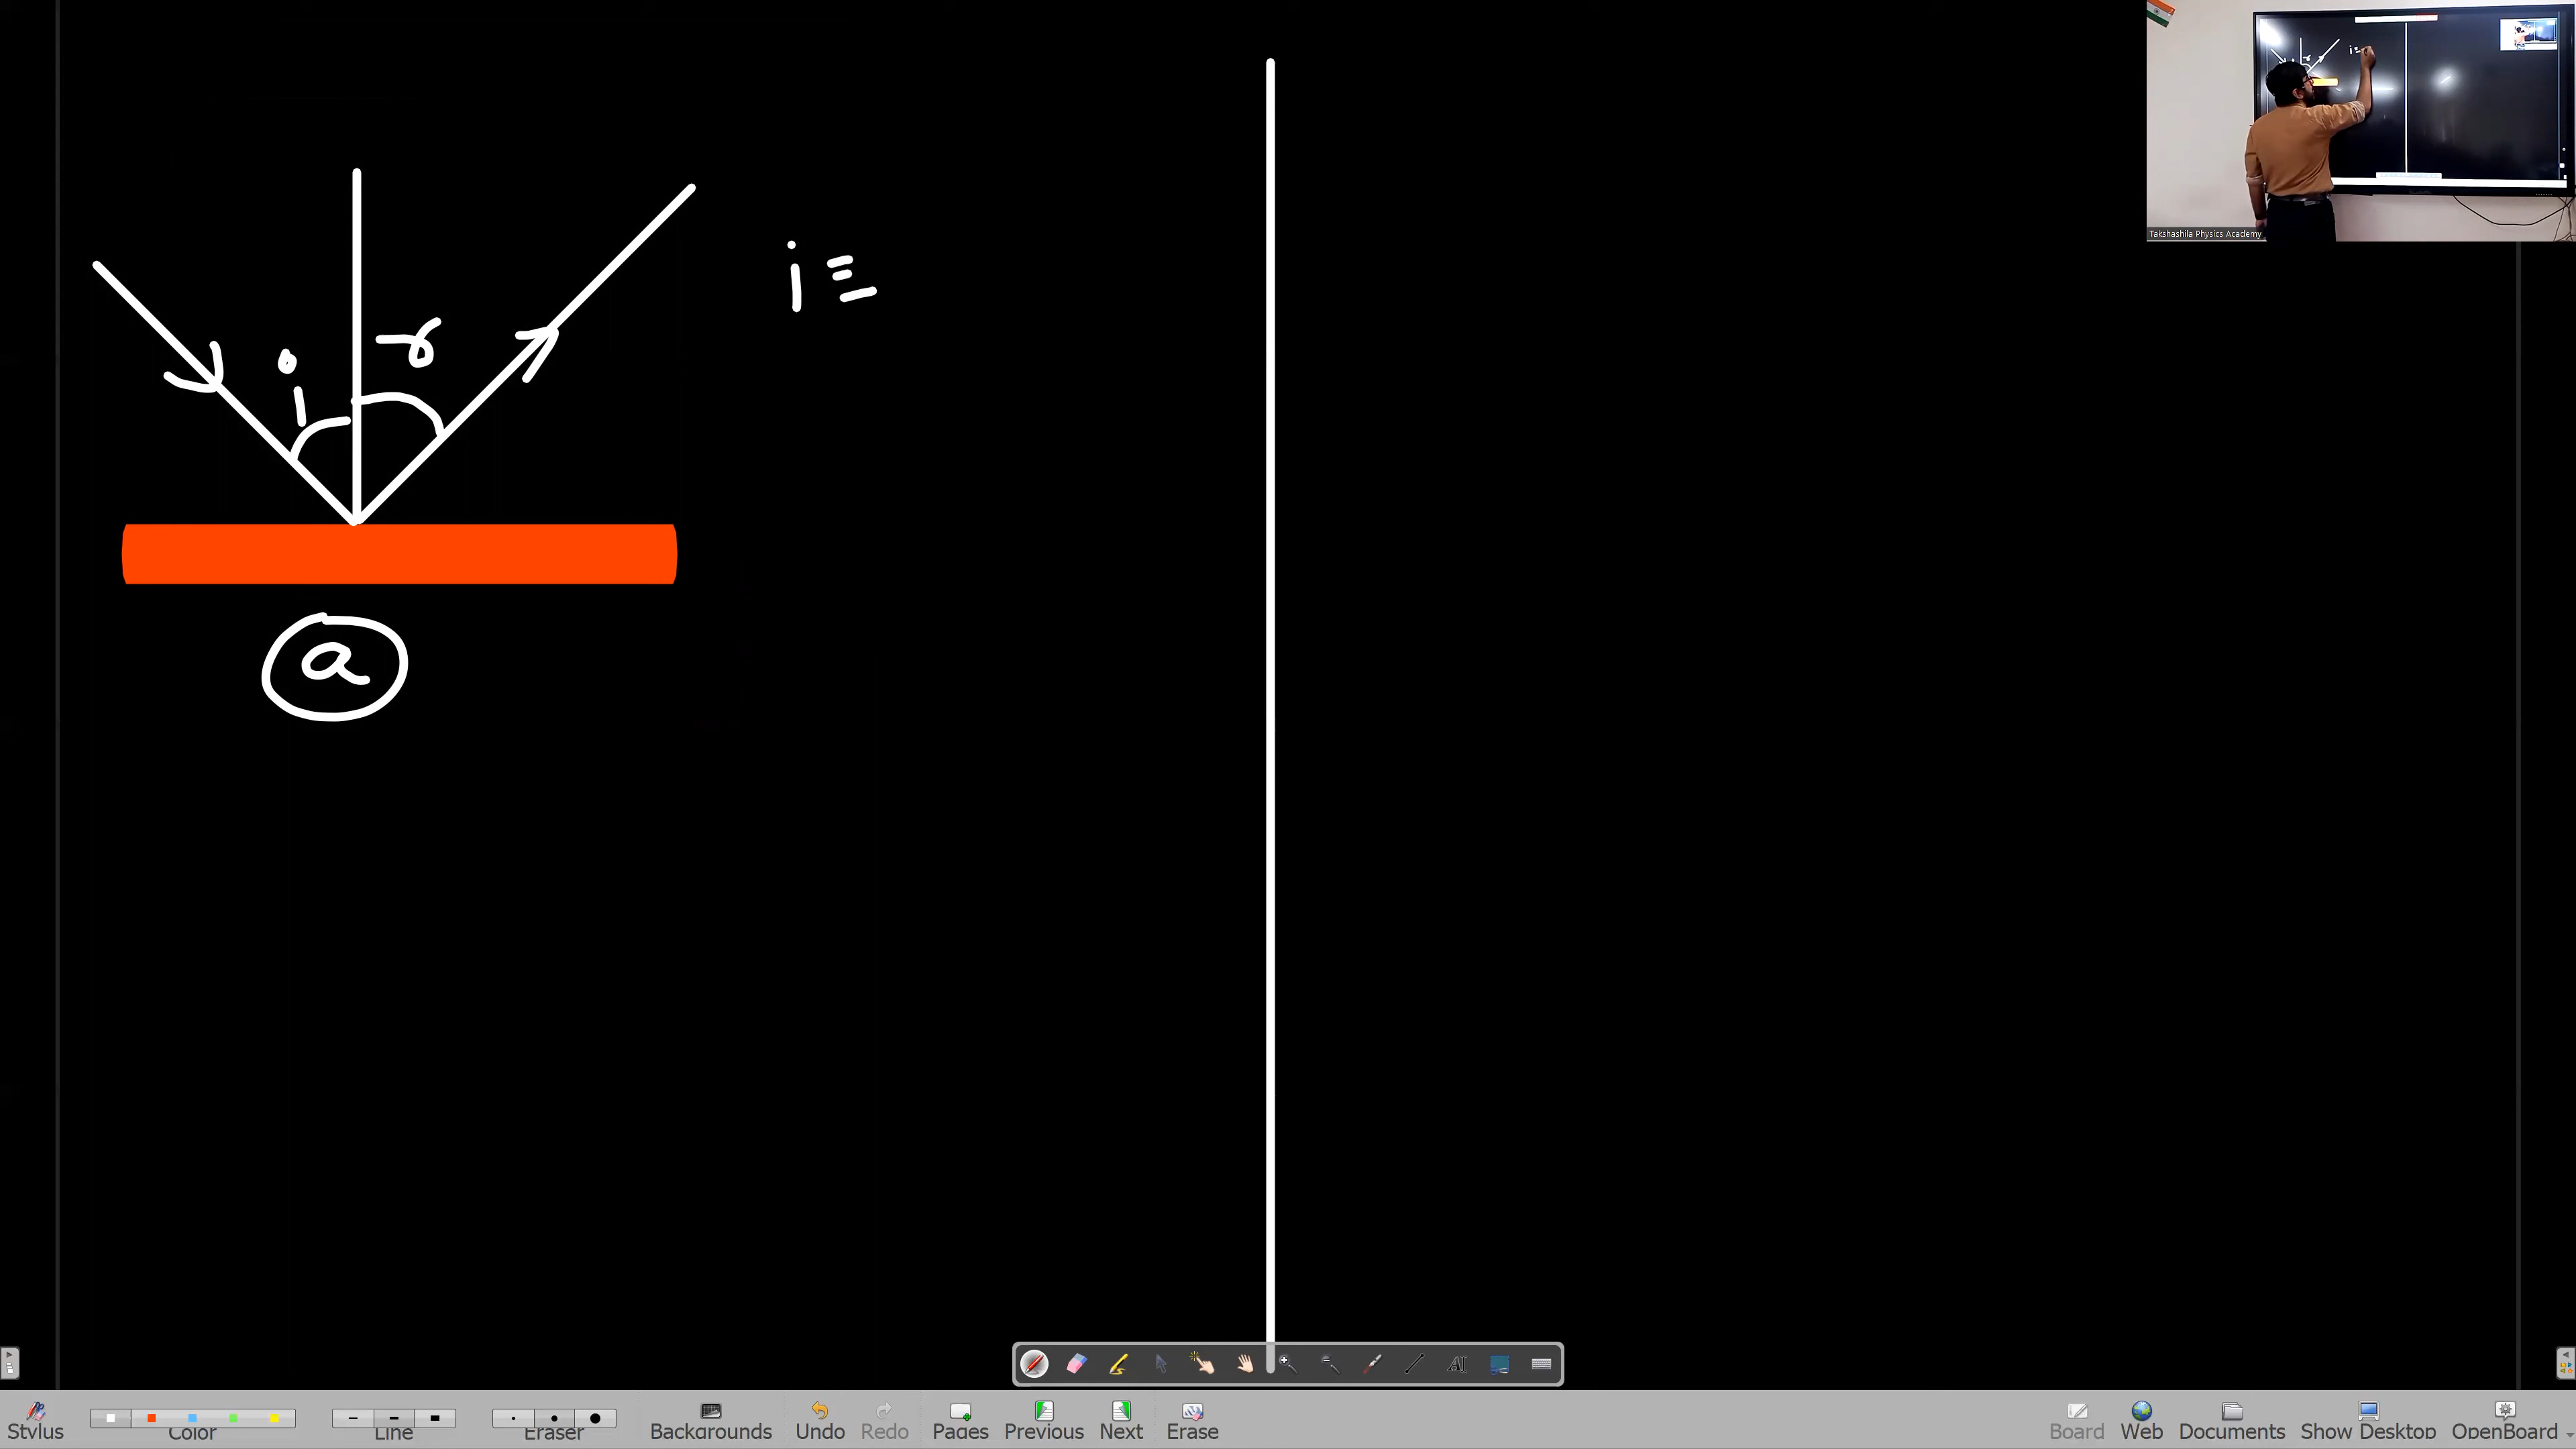 Takshashila Physics Academy
i r
i ≡
a
Stylus Color Line Eraser Backgrounds Undo Redo Pages Previous Next Erase Board Web Documents Show Desktop OpenBoard